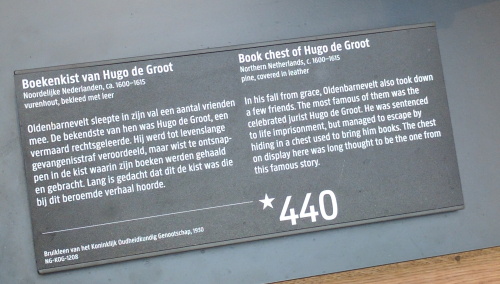 Boekenkist van Hugo de Groot
Noordelijke Nederlanden, ca. 1600-1615
vurenhout, bekleed met leer
Oldenbarnevelt sleepte in zijn val een aantal vrienden
mee. De bekendste van hen was Hugo de Groot, een
vermaard rechtsgeleerde. Hij werd tot levenslange
gevangenisstraf veroordeeld, maar wist te ontsnap-
pen in de kist waarin zijn boeken werden gehaald
en gebracht. Lang is gedacht dat dit de kist was die
bij dit beroemde verhaal hoorde.
Bruikleen van het Koninklijk Oudheidkundig Genootschap, 1930
NG-KOG-1208
Book chest of Hugo de Groot
Northern Netherlands, c. 1600-1615
pine, covered in leather
In his fall from grace, Oldenbarnevelt also took down
a few friends. The most famous of them was the
celebrated jurist Hugo de Groot. He was sentenced
to life imprisonment, but managed to escape by
hiding in a chest used to bring him books. The chest
on display here was long thought to be the one from
this famous story.
★ 440